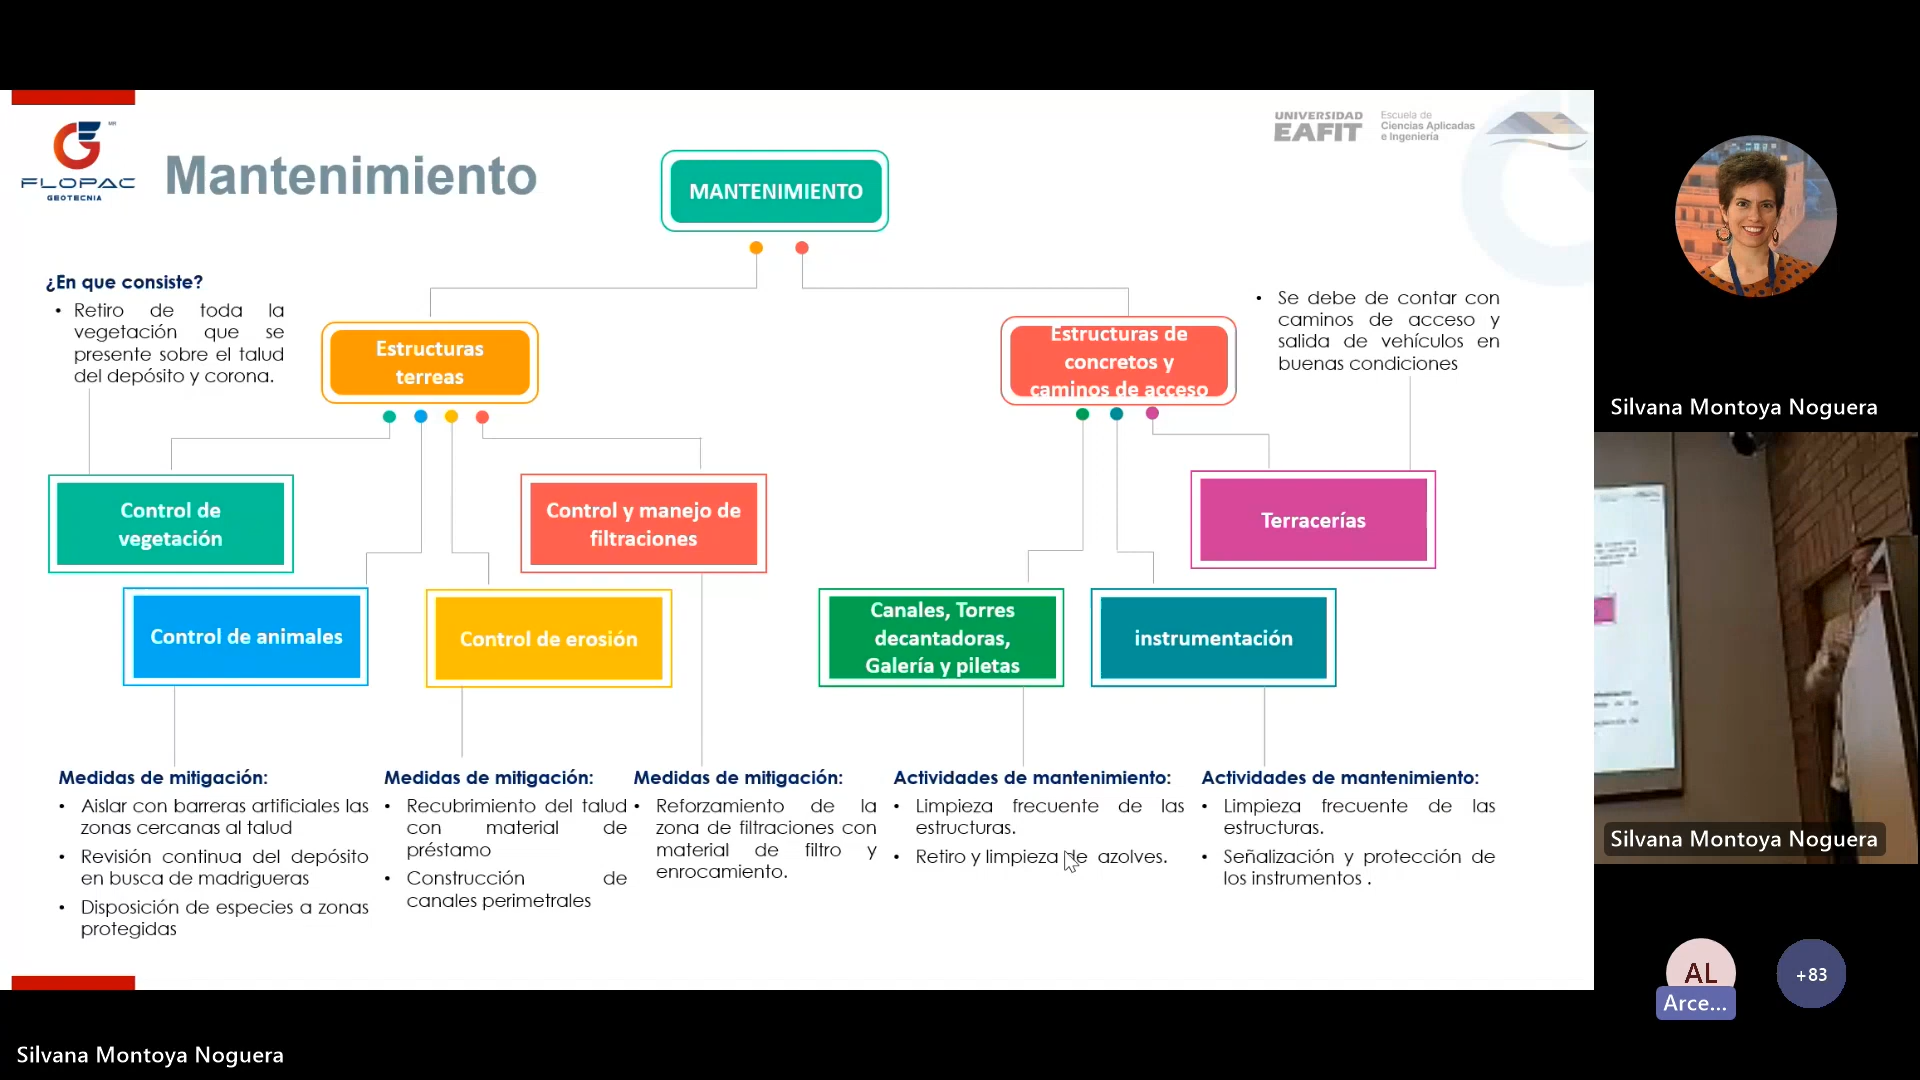 FLOPAC
MR
GEOTECNIA
Mantenimiento
UNIVERSIDAD
EAFIT
Escuela de
Ciencias Aplicadas
e Ingeniería
MANTENIMIENTO
¿En que consiste?
• Retiro de toda la
vegetación que se
presente sobre el talud
del depósito y corona.
Estructuras
terreas
Estructuras de
concretos y
caminos de acceso
• Se debe de contar con
caminos de acceso y
salida de vehículos en
buenas condiciones
Control de
vegetación
Control y manejo de
filtraciones
Terracerías
Control de animales
Control de erosión
Canales, Torres
decantadoras,
Galería y piletas
instrumentación
Medidas de mitigación:
• Aislar con barreras artificiales las
zonas cercanas al talud
• Revisión continua del depósito
en busca de madrigueras
• Disposición de especies a zonas
protegidas
Medidas de mitigación:
• Recubrimiento del talud
con material de
préstamo
• Construcción de
canales perimetrales
Medidas de mitigación:
• Reforzamiento de la
zona de filtraciones con
material de filtro y
enrocamiento.
Actividades de mantenimiento:
• Limpieza frecuente de las
estructuras.
• Retiro y limpieza de azolves.
Actividades de mantenimiento:
• Limpieza frecuente de las
estructuras.
• Señalización y protección de
los instrumentos .
Silvana Montoya Noguera
Silvana Montoya Noguera
AL
Arce...
+83
Silvana Montoya Noguera